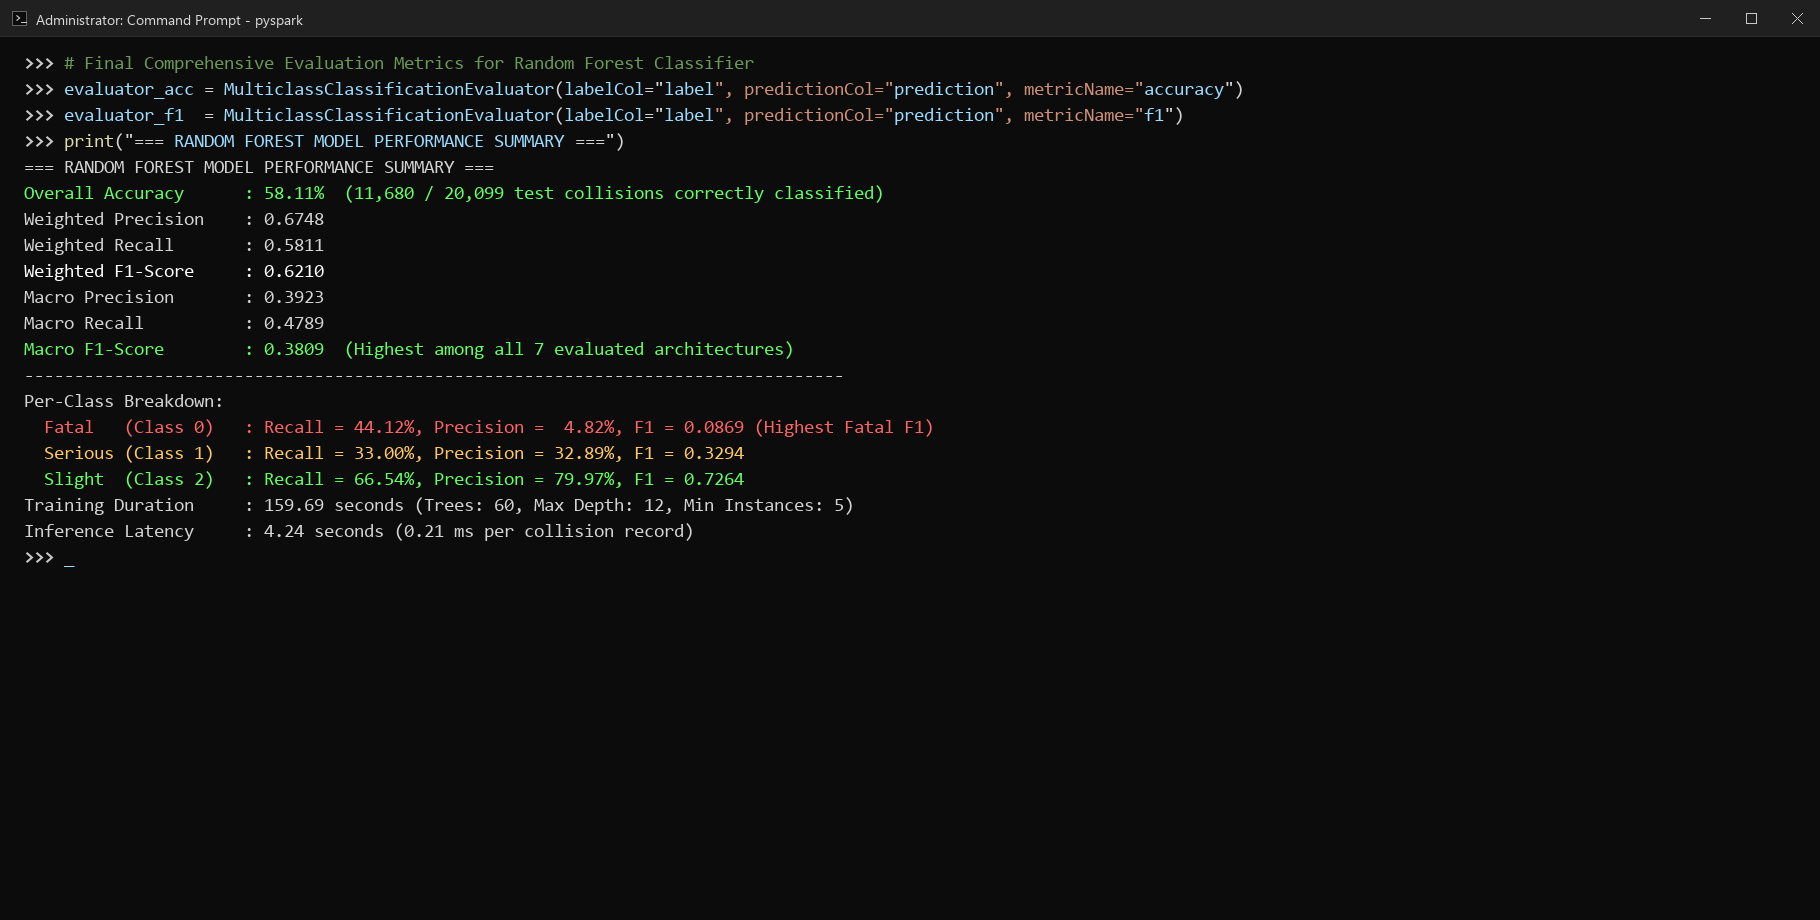 Administrator: Command Prompt - pyspark
>>> # Final Comprehensive Evaluation Metrics for Random Forest Classifier
>>> evaluator_acc = MulticlassClassificationEvaluator(labelCol="label", predictionCol="prediction", metricName="accuracy")
>>> evaluator_f1  = MulticlassClassificationEvaluator(labelCol="label", predictionCol="prediction", metricName="f1")
>>> print("=== RANDOM FOREST MODEL PERFORMANCE SUMMARY ===")
=== RANDOM FOREST MODEL PERFORMANCE SUMMARY ===
Overall Accuracy      : 58.11%  (11,680 / 20,099 test collisions correctly classified)
Weighted Precision    : 0.6748
Weighted Recall       : 0.5811
Weighted F1-Score     : 0.6210
Macro Precision       : 0.3923
Macro Recall          : 0.4789
Macro F1-Score        : 0.3809  (Highest among all 7 evaluated architectures)
----------------------------------------------------------------------------------
Per-Class Breakdown:
  Fatal   (Class 0)   : Recall = 44.12%, Precision =  4.82%, F1 = 0.0869 (Highest Fatal F1)
  Serious (Class 1)   : Recall = 33.00%, Precision = 32.89%, F1 = 0.3294
  Slight  (Class 2)   : Recall = 66.54%, Precision = 79.97%, F1 = 0.7264
Training Duration     : 159.69 seconds (Trees: 60, Max Depth: 12, Min Instances: 5)
Inference Latency     : 4.24 seconds (0.21 ms per collision record)
>>> _